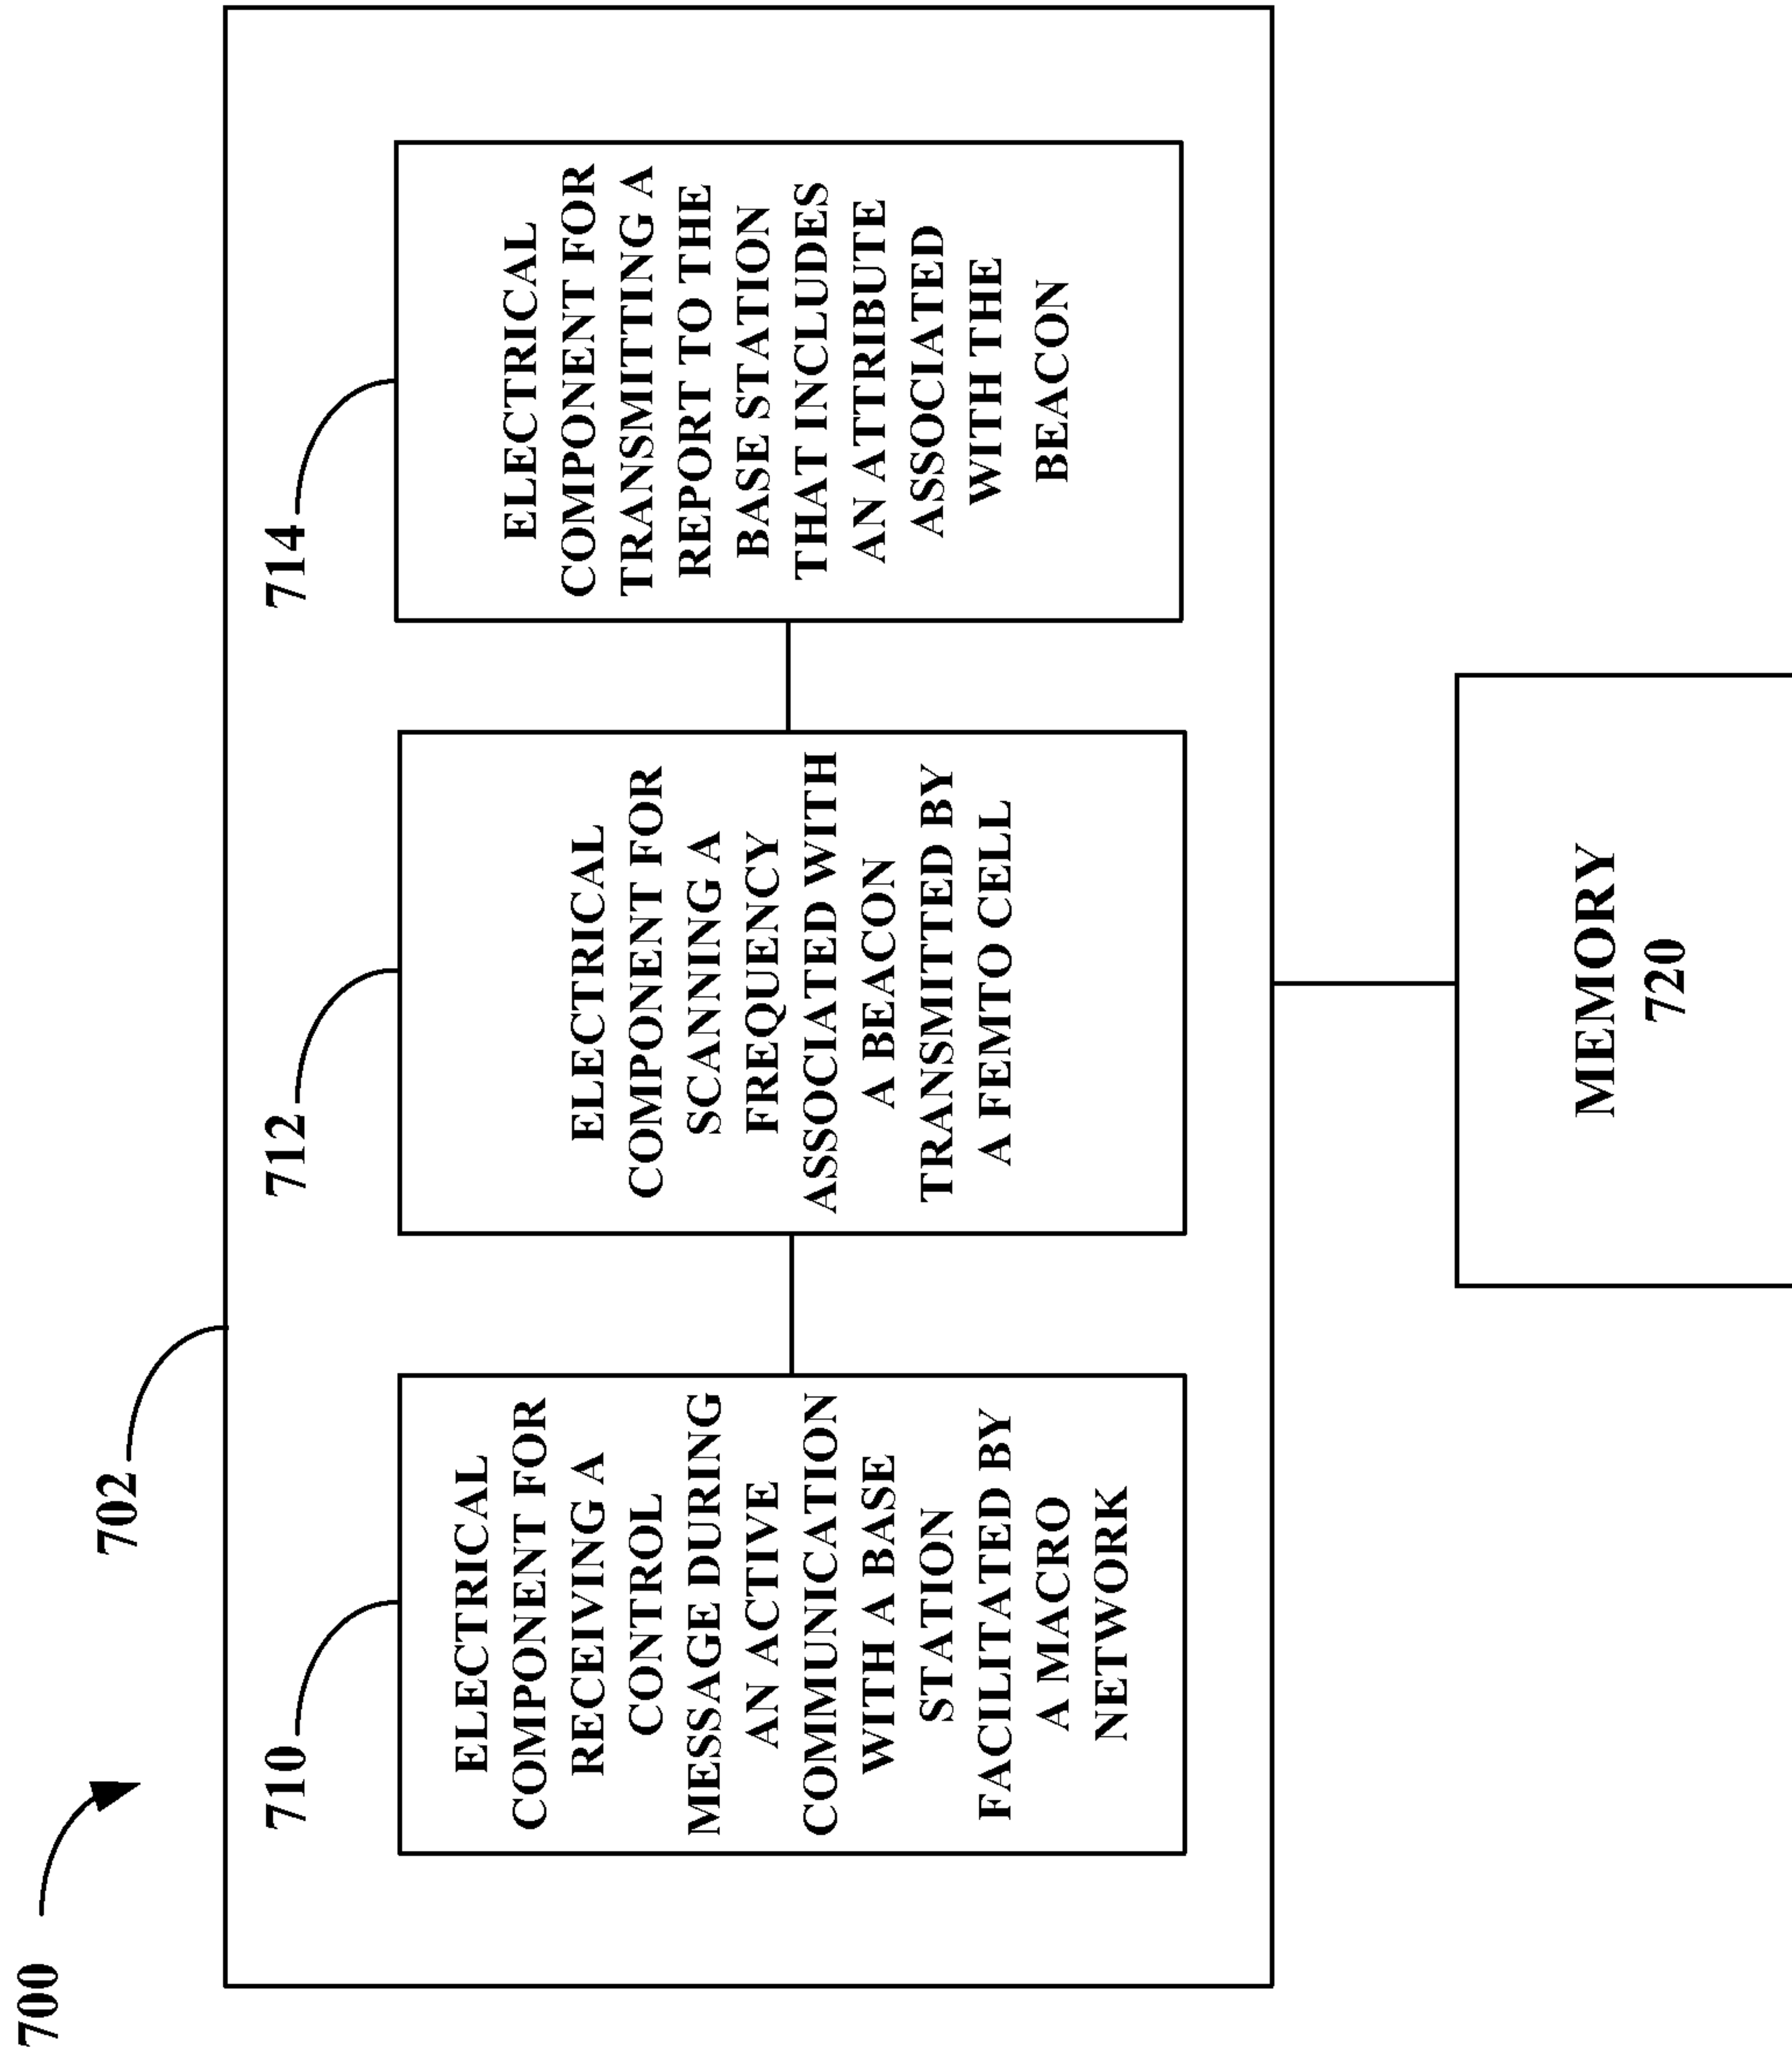 700
702
710
ELECTRICAL
COMPONENT FOR
RECEIVING A
CONTROL
MESSAGE DURING
AN ACTIVE
COMMUNICATION
WITH A BASE
STATION
FACILITATED BY
A MACRO
NETWORK
712
ELECTRICAL
COMPONENT FOR
SCANNING A
FREQUENCY
ASSOCIATED WITH
A BEACON
TRANSMITTED BY
A FEMTO CELL
714
ELECTRICAL
COMPONENT FOR
TRANSMITTING A
REPORT TO THE
BASE STATION
THAT INCLUDES
AN ATTRIBUTE
ASSOCIATED
WITH THE
BEACON
MEMORY
720